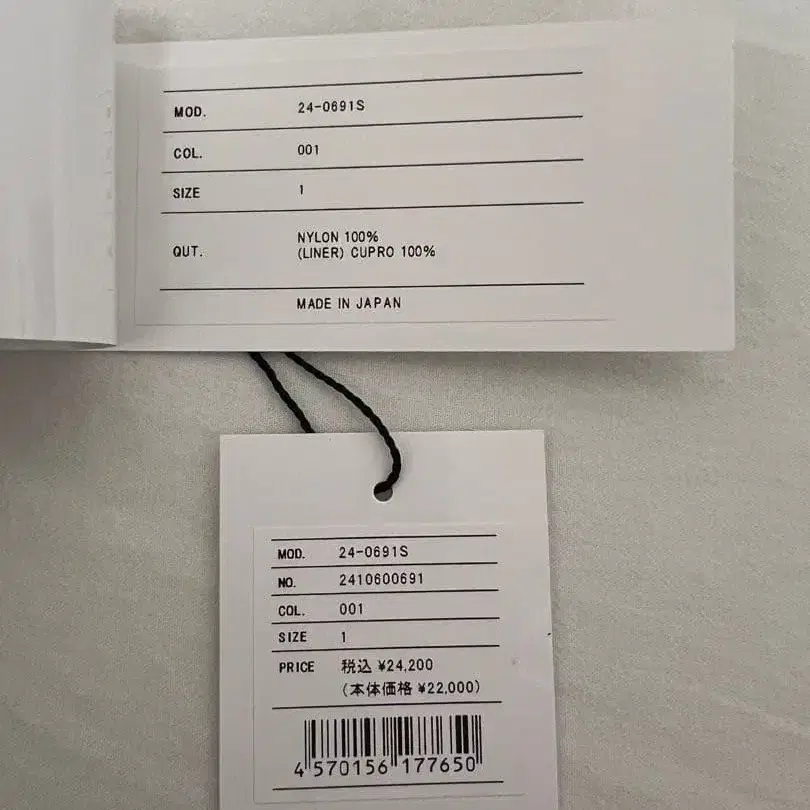 MOD. 24-0691S
COL. 001
SIZE 1
QUT. NYLON 100%
(LINER) CUPRO 100%
MADE IN JAPAN
MOD. 24-0691S
NO. 2410600691
COL. 001
SIZE 1
PRICE 税込 ¥24,200
(本体価格 ¥22,000)
4 570156 177650